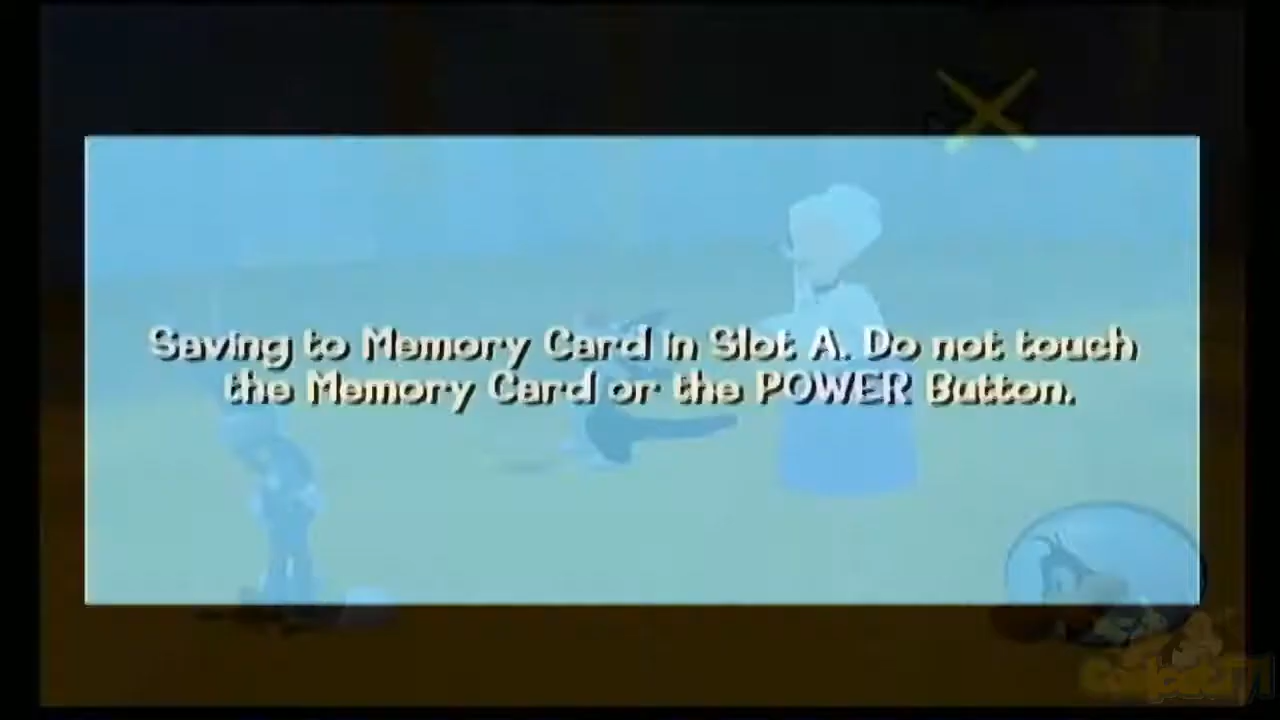 Saving to Memory Card in Slot A. Do not touch
the Memory Card or the POWER Button.